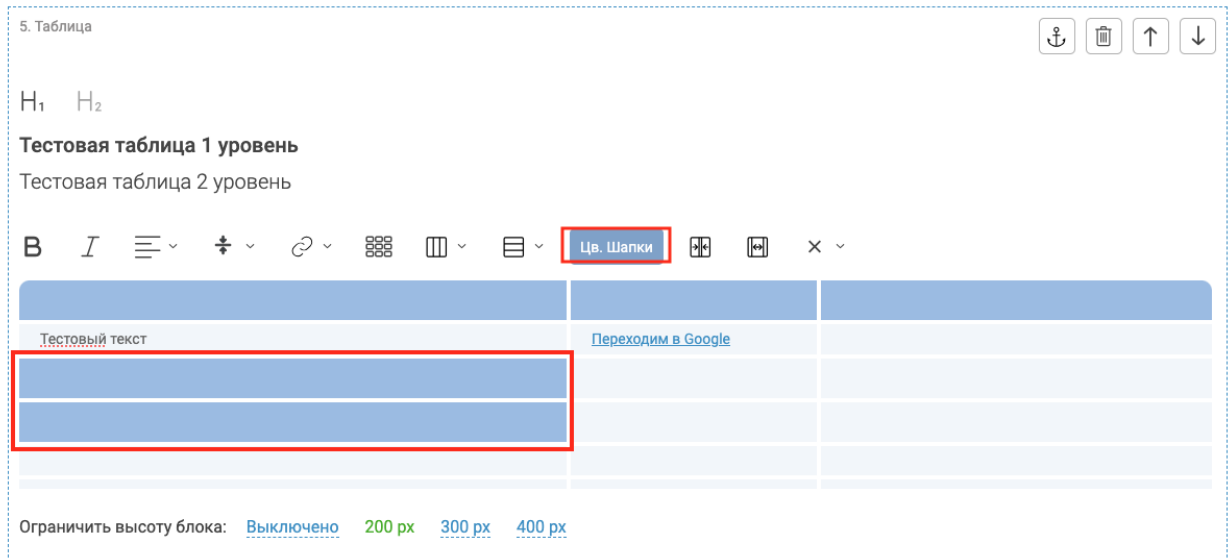 5. Таблица
H₁ H₂
Тестовая таблица 1 уровень
Тестовая таблица 2 уровень
B I Цв. Шапки
Тестовый текст Переходим в Google
Ограничить высоту блока: Выключено 200 px 300 px 400 px